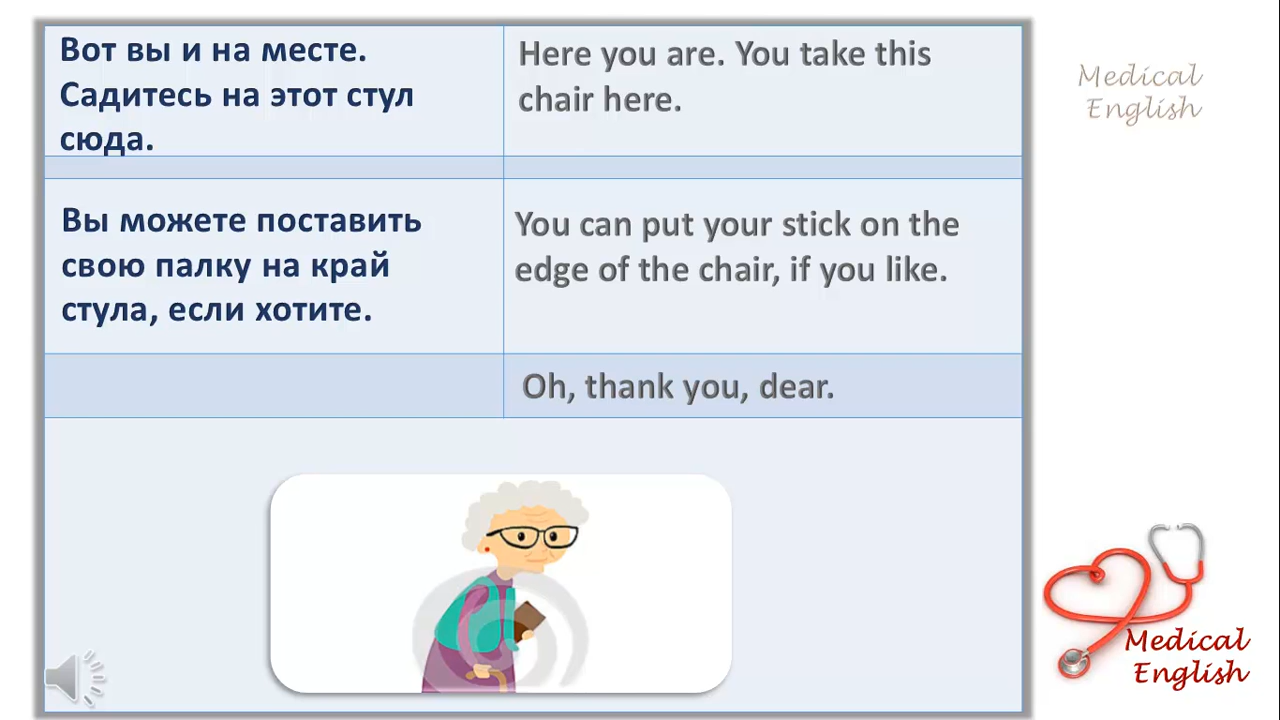 Вот вы и на месте.
Садитесь на этот стул
сюда.
Here you are. You take this
chair here.
Вы можете поставить
свою палку на край
стула, если хотите.
You can put your stick on the
edge of the chair, if you like.
Oh, thank you, dear.
Medical
English
Medical
English